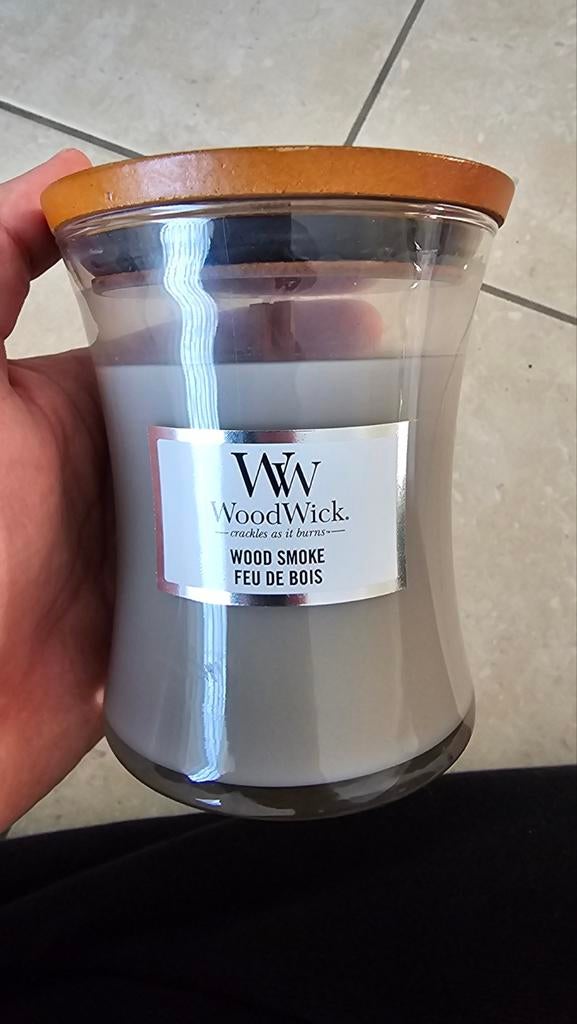 WW
WoodWick.
crackles as it burns
WOOD SMOKE
FEU DE BOIS